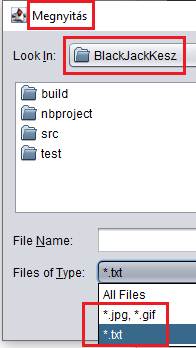 Megnyitás
Look In: BlackJackKesz
build
nbproject
src
test
File Name:
Files of Type: *.txt
All Files
*.jpg, *.gif
*.txt